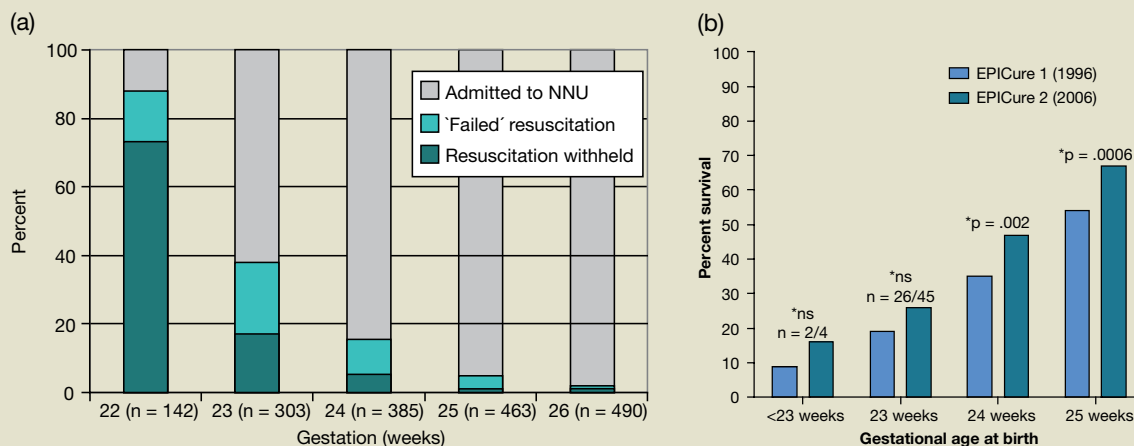 (a)
100
80
60
40
20
0
Percent
Admitted to NNU
‵Failed′ resuscitation
Resuscitation withheld
22 (n = 142) 23 (n = 303) 24 (n = 385) 25 (n = 463) 26 (n = 490)
Gestation (weeks)
(b)
100
90
80
70
60
50
40
30
20
10
0
Percent survival
EPICure 1 (1996)
EPICure 2 (2006)
*ns
n = 2/4
*ns
n = 26/45
*p = .002
*p = .0006
<23 weeks 23 weeks 24 weeks 25 weeks
Gestational age at birth